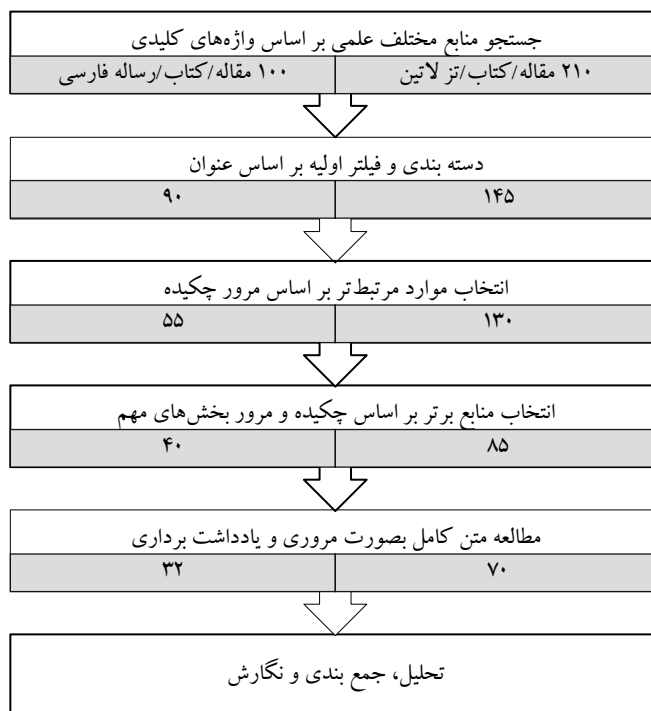 جستجو منابع مختلف علمی بر اساس واژه‌های کلیدی
۲۱۰ مقاله/کتاب/تز لاتین
۱۰۰ مقاله/کتاب/رساله فارسی
دسته بندی و فیلتر اولیه بر اساس عنوان
۱۴۵
۹۰
انتخاب موارد مرتبط‌تر بر اساس مرور چکیده
۱۳۰
۵۵
انتخاب منابع برتر بر اساس چکیده و مرور بخش‌های مهم
۸۵
۴۰
مطالعه متن کامل بصورت مروری و یادداشت برداری
۷۰
۳۲
تحلیل، جمع بندی و نگارش